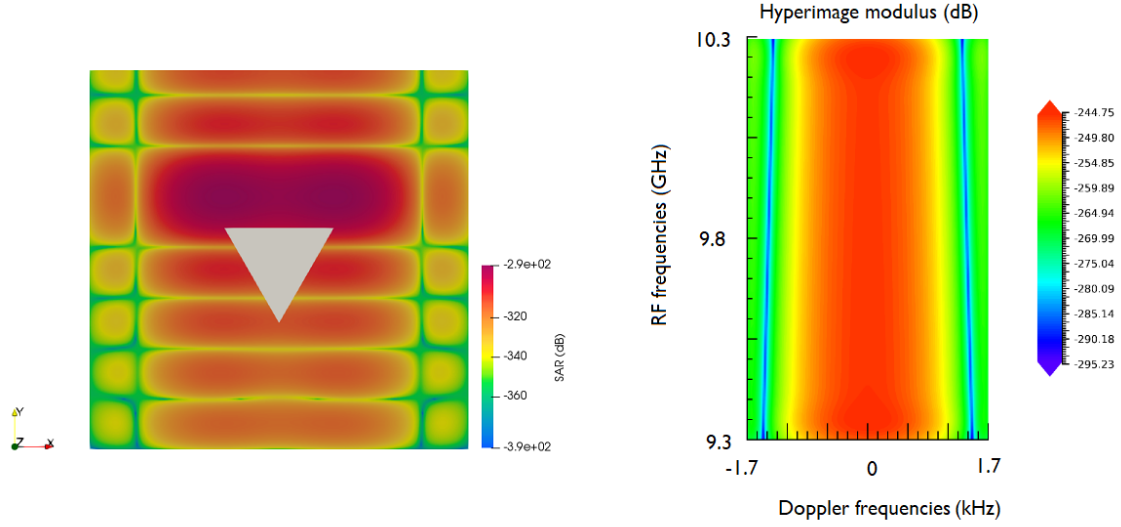 Hyperimage modulus (dB)
10.3
9.8
9.3
RF frequencies (GHz)
-1.7
0
1.7
Doppler frequencies (kHz)
-244.75
-249.80
-254.85
-259.89
-264.94
-269.99
-275.04
-280.09
-285.14
-290.18
-295.23
-2.9e+02
-320
-340
-360
-3.9e+02
SAR (dB)
Y
Z
X